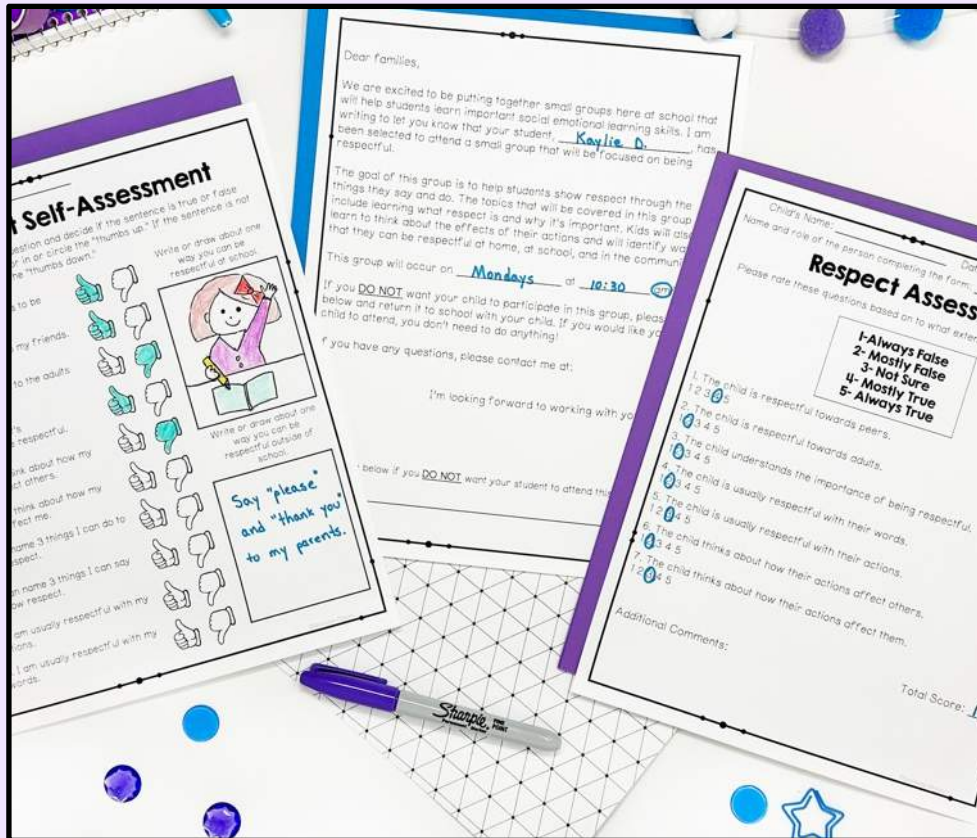 t Self-Assessment
estion and decide if the sentence is true or false
or in or circle the "thumbs up." If the sentence is not
the "thumbs down."
s to be
my friends.
to the adults
respectful.
think about how my
ct others.
think about how my
fect me.
name 3 things I can do to
spect.
an name 3 things I can say
ow respect.
am usually respectful with my
ions.
I am usually respectful with my
words.
Write or draw about one
way you can be
respectful at school.
Write or draw about one
way you can be
respectful outside of
school.
Say "please"
and "thank you"
to my parents.
Dear families,
We are excited to be putting together small groups here at school that
will help students learn important social emotional learning skills. I am
writing to let you know that your student, Kaylie D., has
been selected to attend a small group that will be focused on being
respectful.
The goal of this group is to help students show respect through the
things they say and do. The topics that will be covered in this group
include learning what respect is and why it's important. Kids will also
learn to think about the effects of their actions and will identify wa
that they can be respectful at home, at school, and in the communi
This group will occur on Mondays at 10:30 am
If you DO NOT want your child to participate in this group, pleas
below and return it to school with your child. If you would like yo
child to attend, you don't need to do anything!
f you have any questions, please contact me at:
I'm looking forward to working with yo
below if you DO NOT want your student to attend this
Child's Name: Dat
Name and role of the person completing the form:
Respect Assess
Please rate these questions based on to what exten
1-Always False
2- Mostly False
3- Not Sure
4- Mostly True
5- Always True
1. The child is respectful towards peers.
1 2 3 4 5
2. The child is respectful towards adults.
1 2 3 4 5
3. The child understands the importance of being respectful.
1 2 3 4 5
4. The child is usually respectful with their words.
1 2 3 4 5
5. The child is usually respectful with their actions.
1 2 3 4 5
6. The child thinks about how their actions affect others.
1 2 3 4 5
7. The child thinks about how their actions affect them.
1 2 3 4 5
Additional Comments:
Total Score:
Sharpie FINE POINT